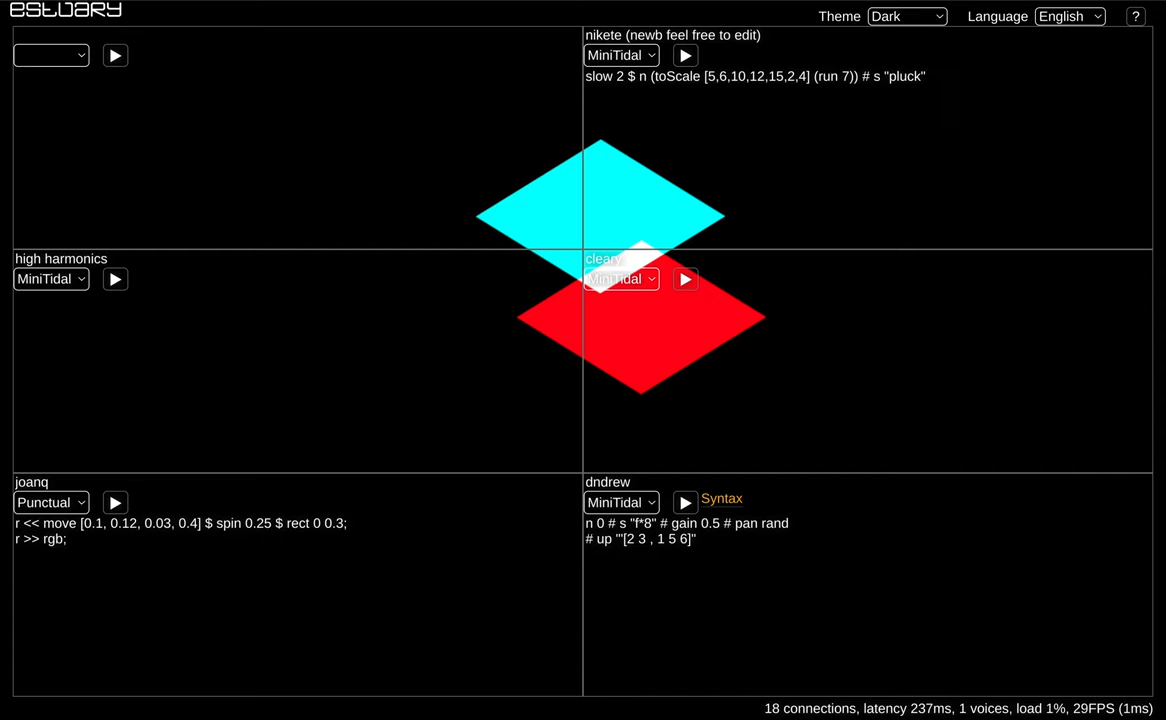 estuary
Theme Dark Language English ?
nikete (newb feel free to edit)
MiniTidal
slow 2 $ n (toScale [5,6,10,12,15,2,4] (run 7)) # s "pluck"
high harmonics
MiniTidal
cleary
MiniTidal
joanq
Punctual
r << move [0.1, 0.12, 0.03, 0.4] $ spin 0.25 $ rect 0 0.3;
r >> rgb;
dndrew
MiniTidal Syntax
n 0 # s "f*8" # gain 0.5 # pan rand
# up "'[2 3 , 1 5 6]"
18 connections, latency 237ms, 1 voices, load 1%, 29FPS (1ms)